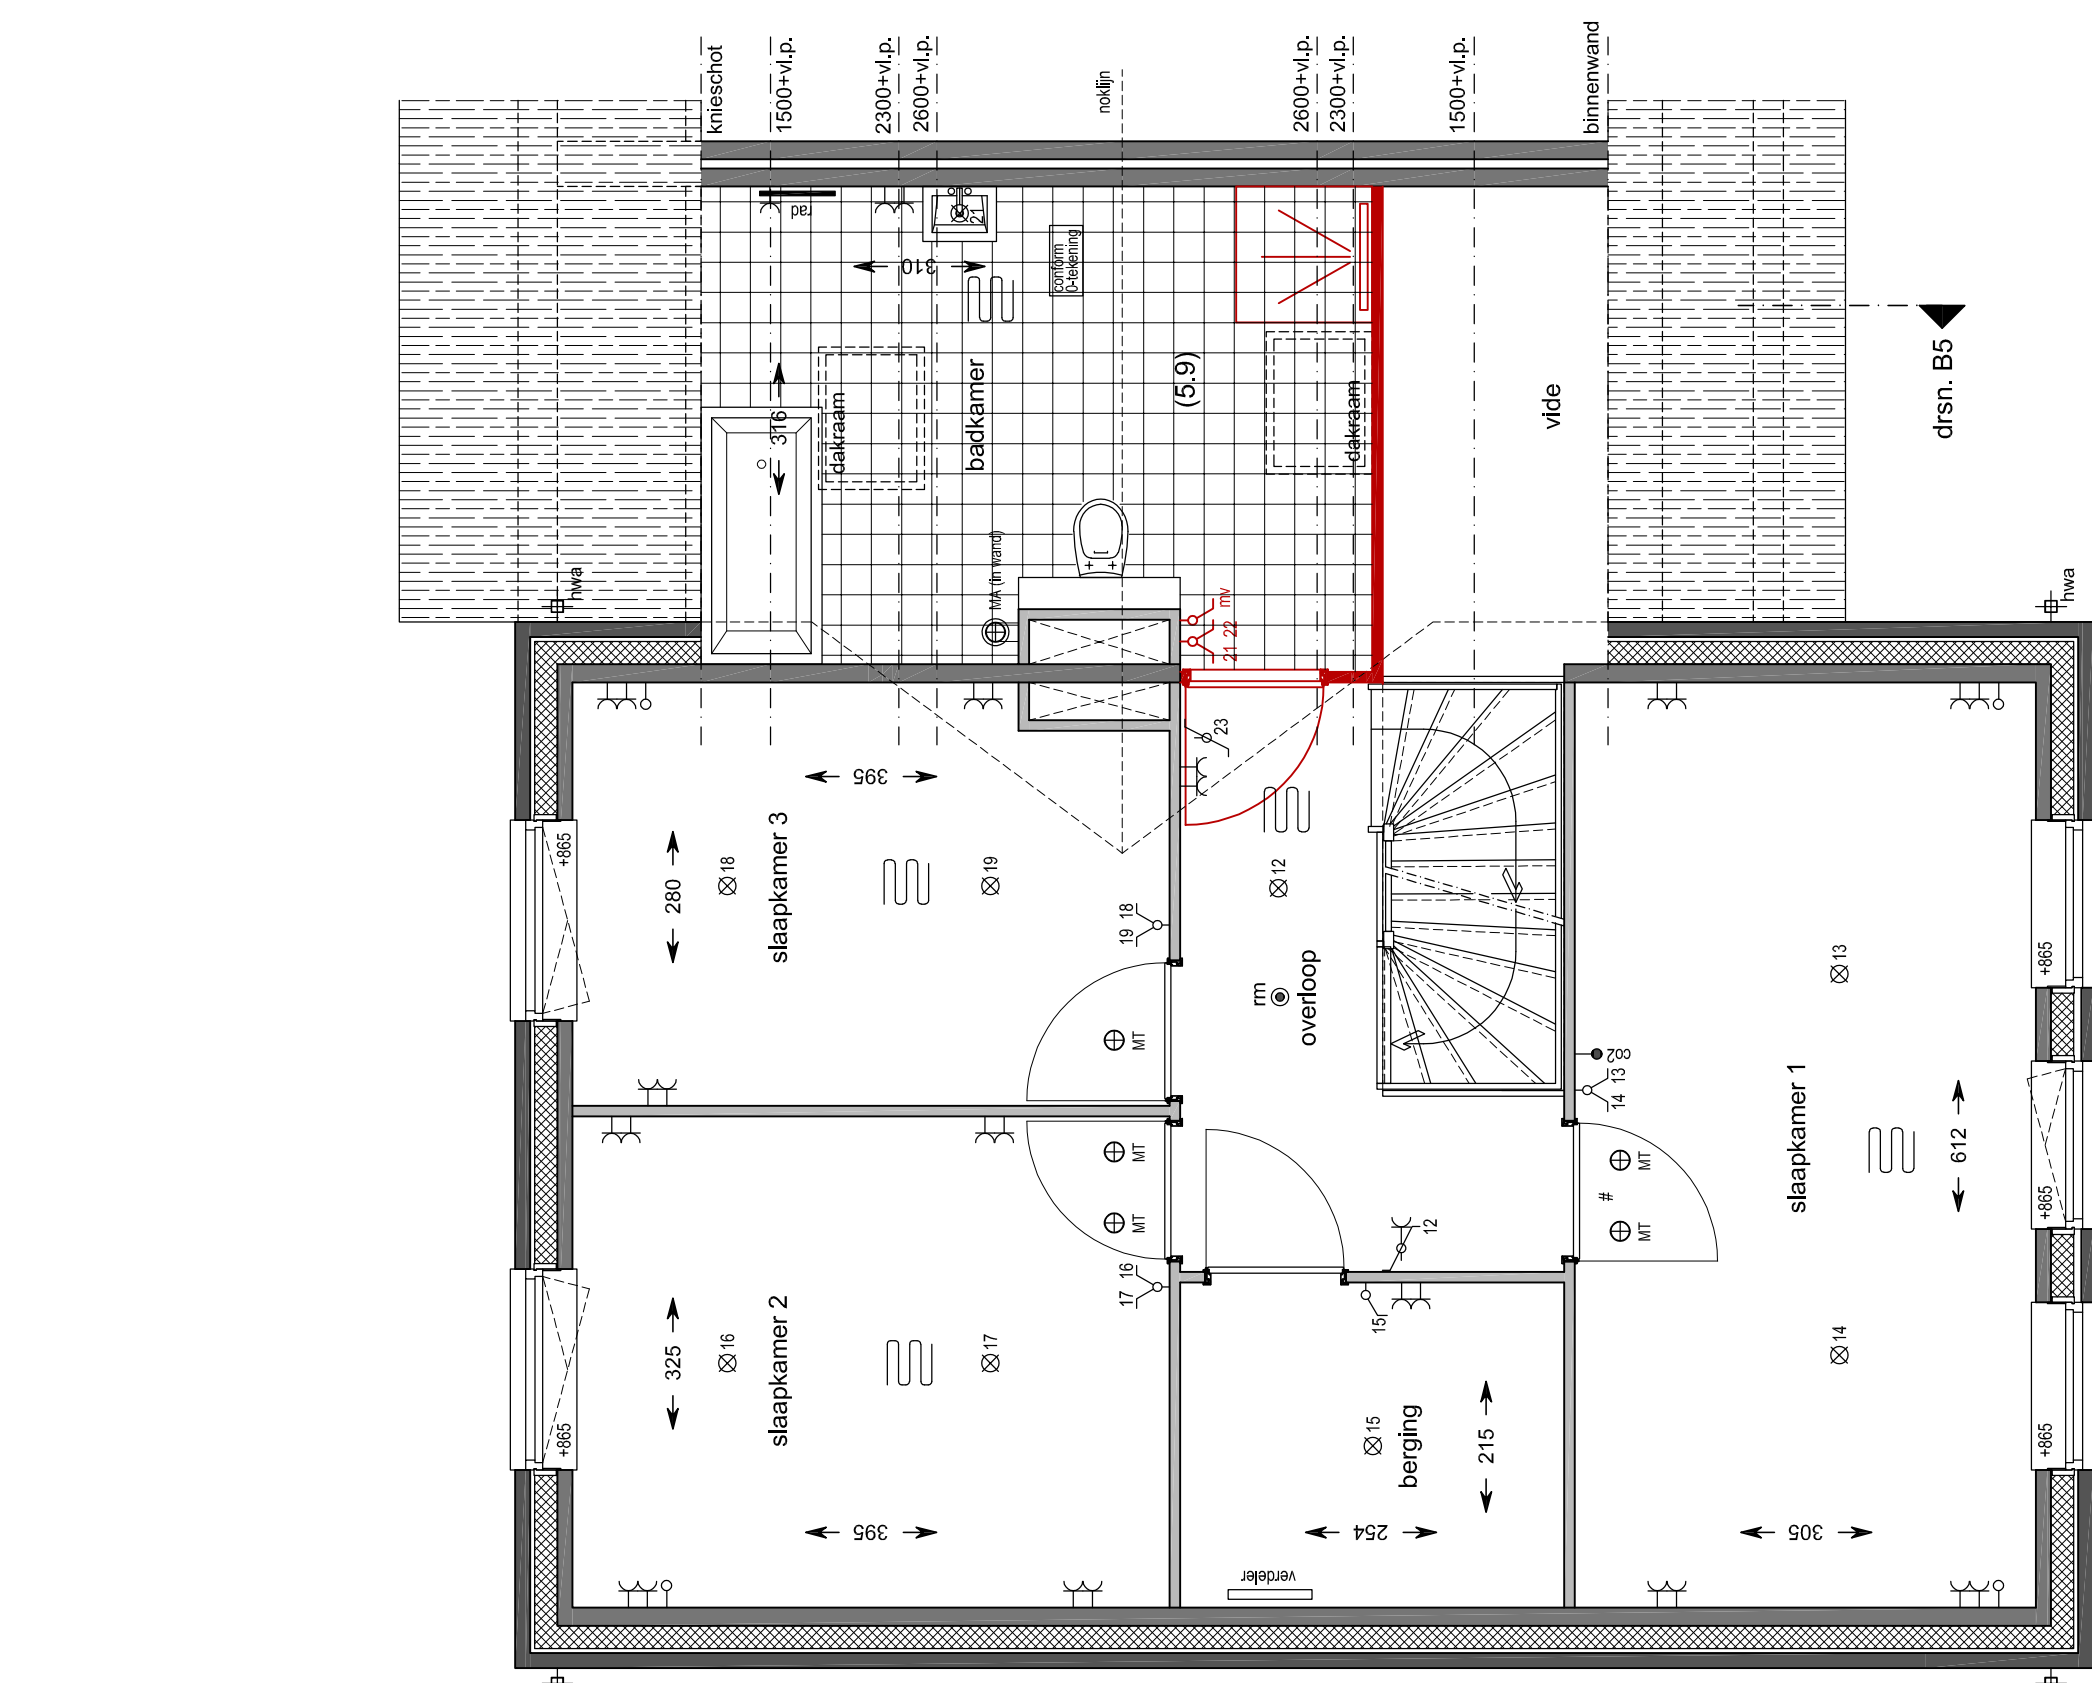 knieschot
1500+vl.p.
2300+vl.p.
2600+vl.p.
noklijn
2600+vl.p.
2300+vl.p.
1500+vl.p.
binnenwand
rad
21
310
conform
0-tekening
316
dakraam
badkamer
(5.9)
dakraam
vide
drsn. B5
hwa
MA (in wand)
mv
21 22
hwa
23
395
+865
280
slaapkamer 3
18
19
12
19 18
rm
overloop
13
+865
MT
co2
14 13
slaapkamer 1
612
+865
MT
MT
MT
#
MT
12
17 16
15
325
16
slaapkamer 2
17
14
+865
15
berging
215
+865
395
254
305
verdeler